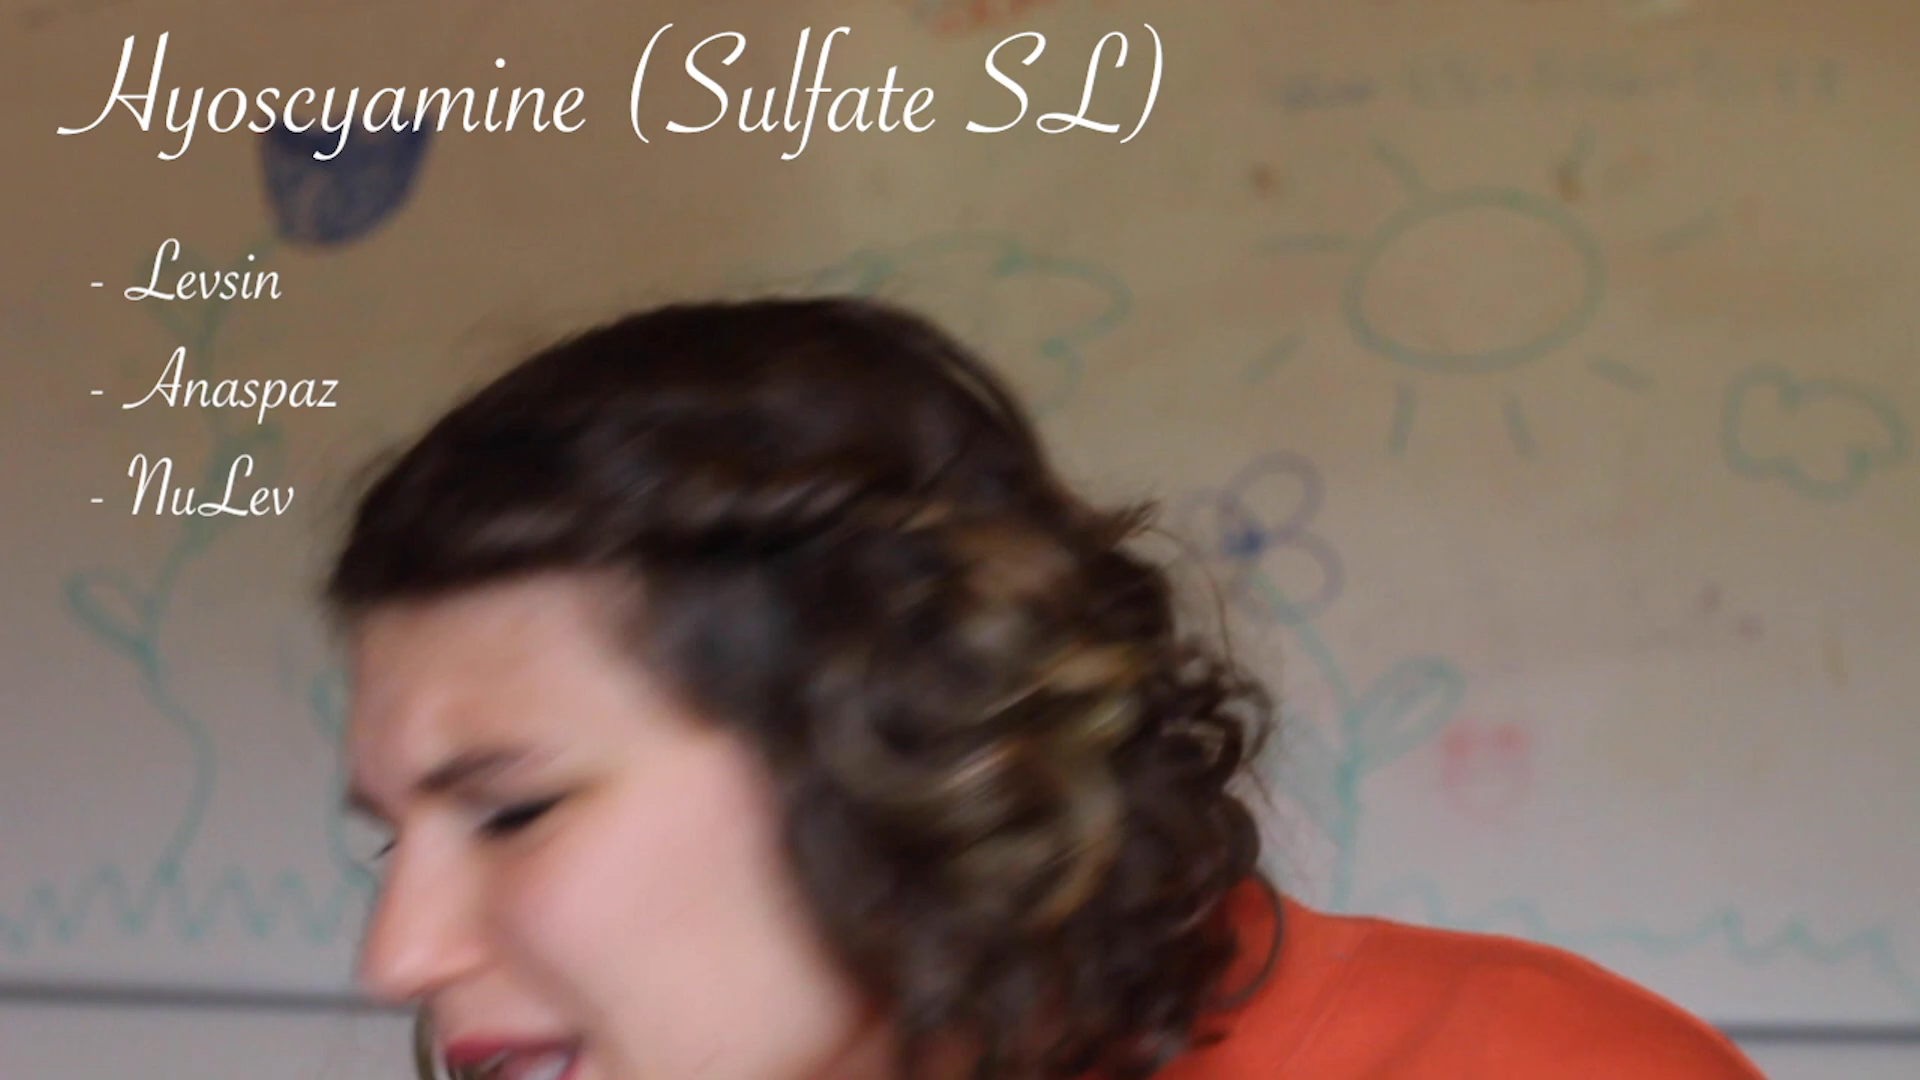 Hyoscyamine (Sulfate SL)
- Levsin
- Anaspaz
- NuLev